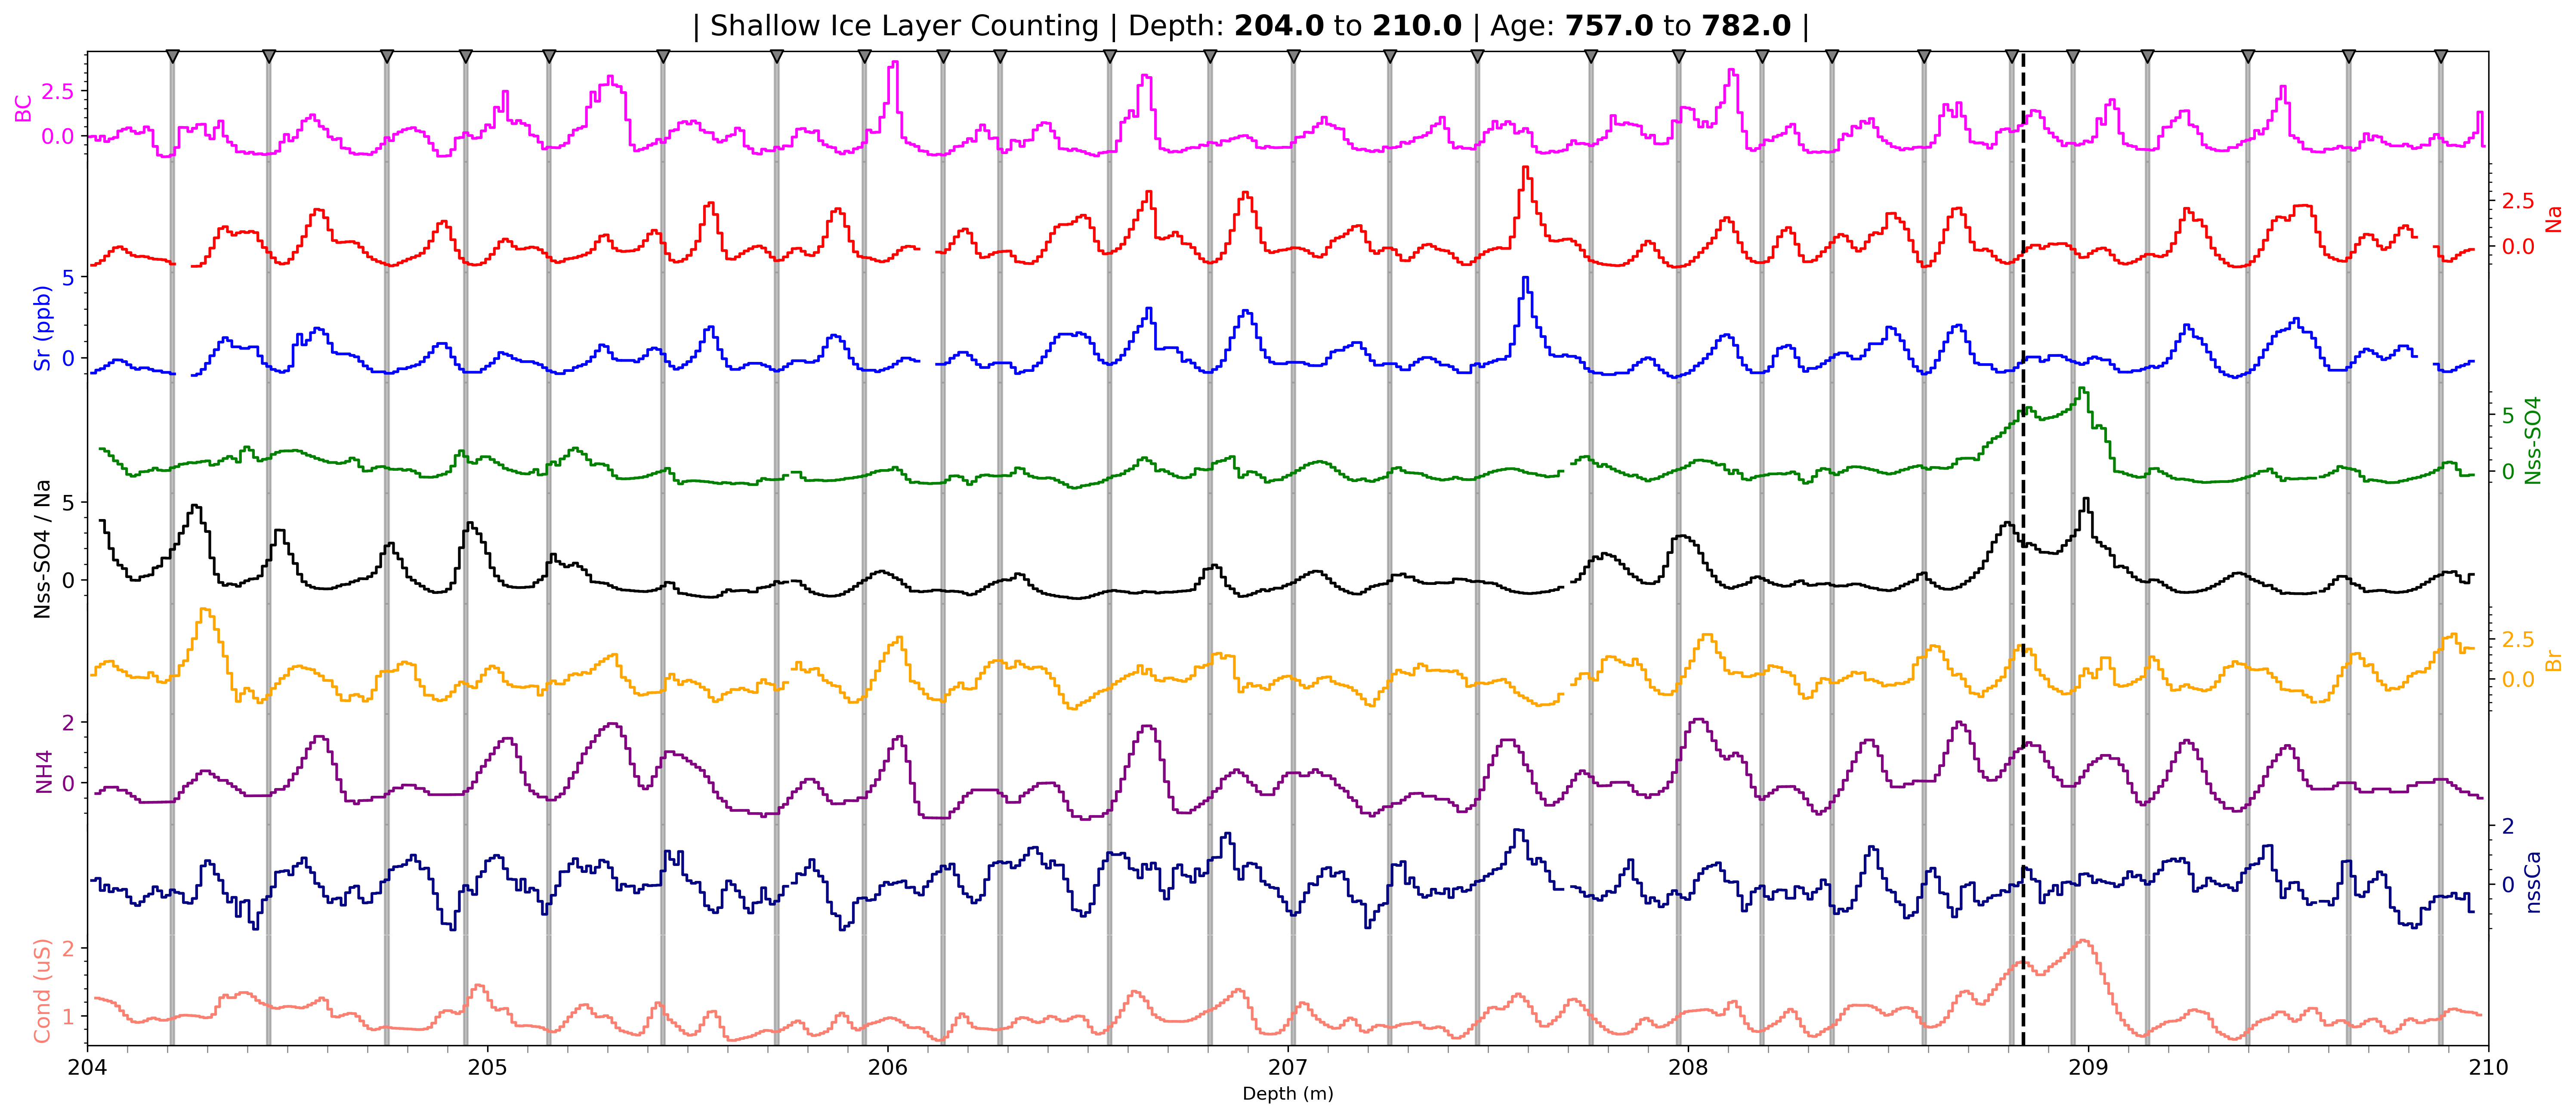 | Shallow Ice Layer Counting | Depth: 204.0 to 210.0 | Age: 757.0 to 782.0 |
BC
2.5
0.0
2.5
0.0
Na
Sr (ppb)
5
0
5
0
Nss-SO4
Nss-SO4 / Na
5
0
2.5
0.0
Br
NH4
2
0
2
0
nssCa
Cond (uS)
2
1
204 205 206 207 208 209 210
Depth (m)